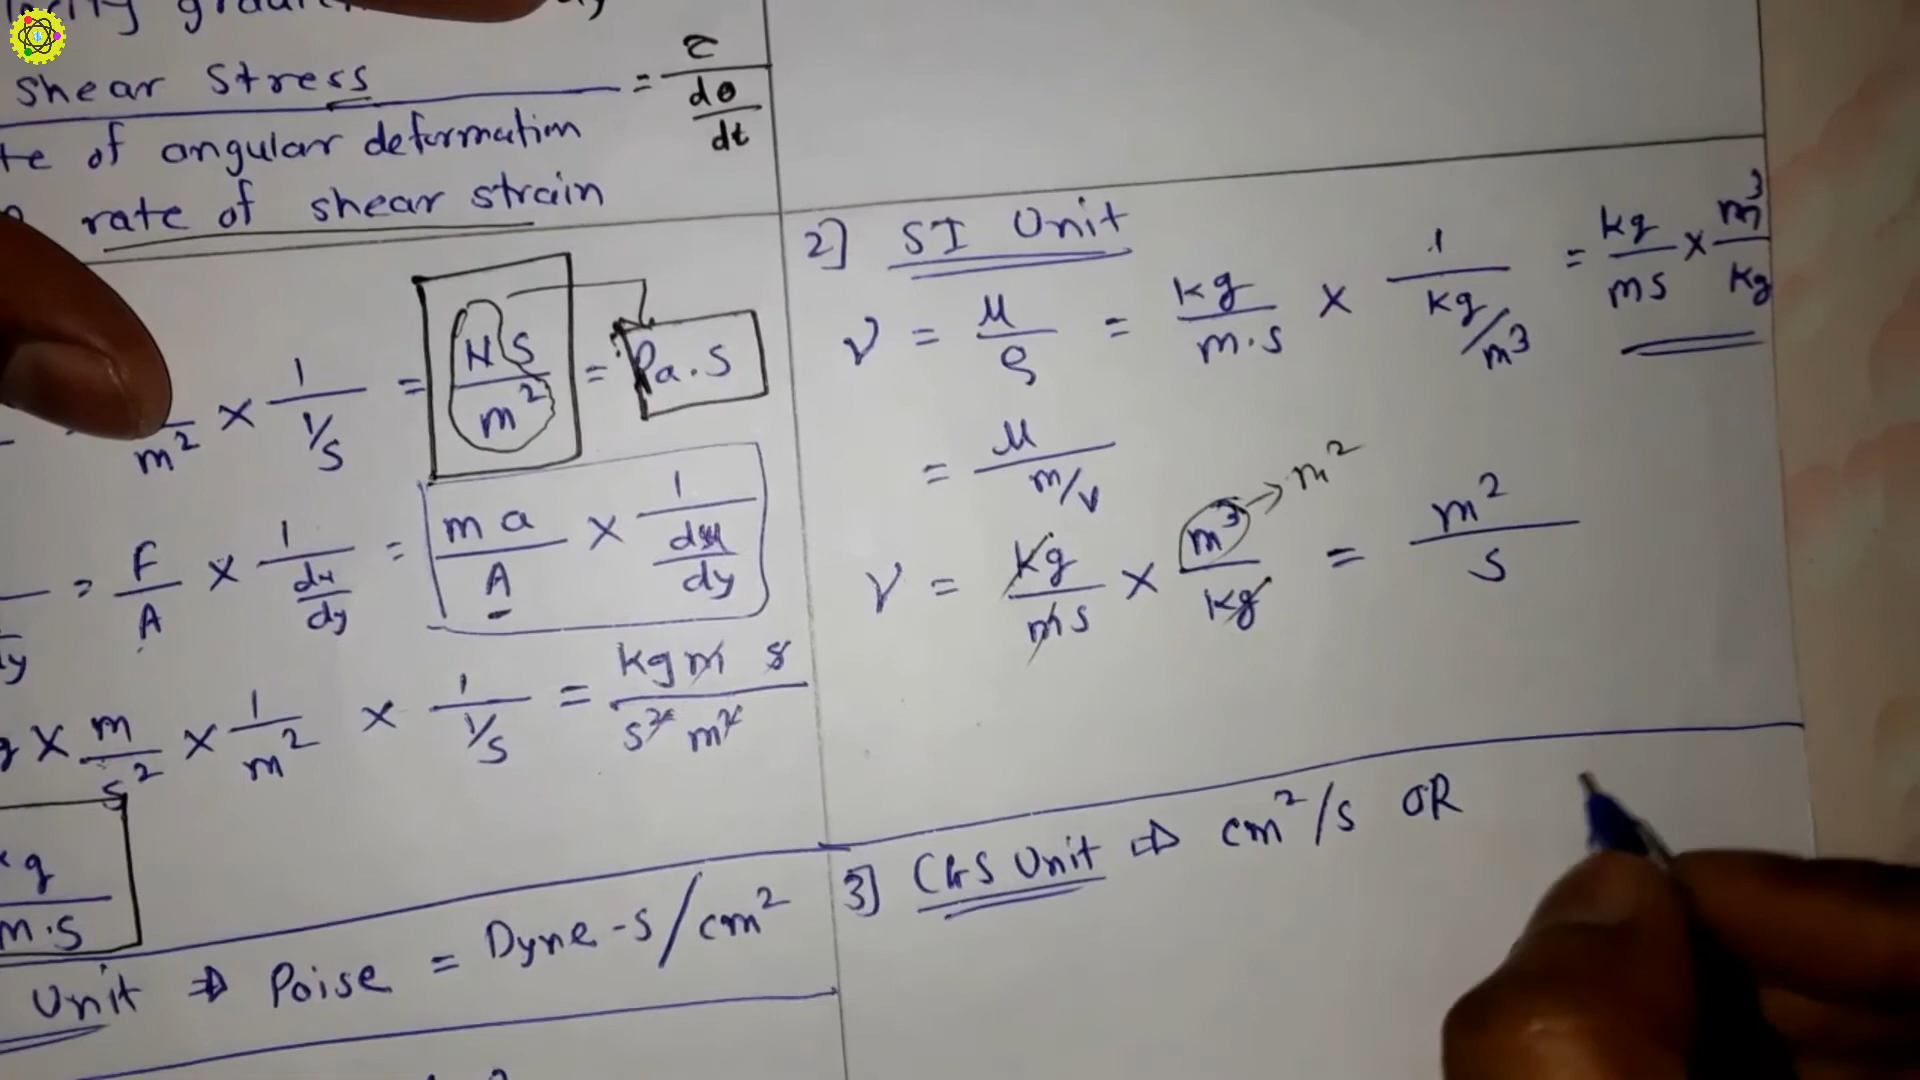 Shear Stress = τ / dθ/dt
of angular deformation
rate of shear strain
m² × 1 / 1/s = NS / m² = Pa.s
= F/A × 1 / du/dy = ma / A × 1 / du/dy
× m/s² × 1/m² × 1 / 1/s = kg m s / s² m²
kg / m.s
Unit ⇒ Poise = Dyne-s/cm²
2] SI Unit
ν = μ/ρ = kg / m.s × 1 / kg/m³ = kg/ms × m³/kg
= μ / m/v
ν = kg/ms × m³/kg → m² = m²/s
3] CGS Unit ⇒ cm²/s OR